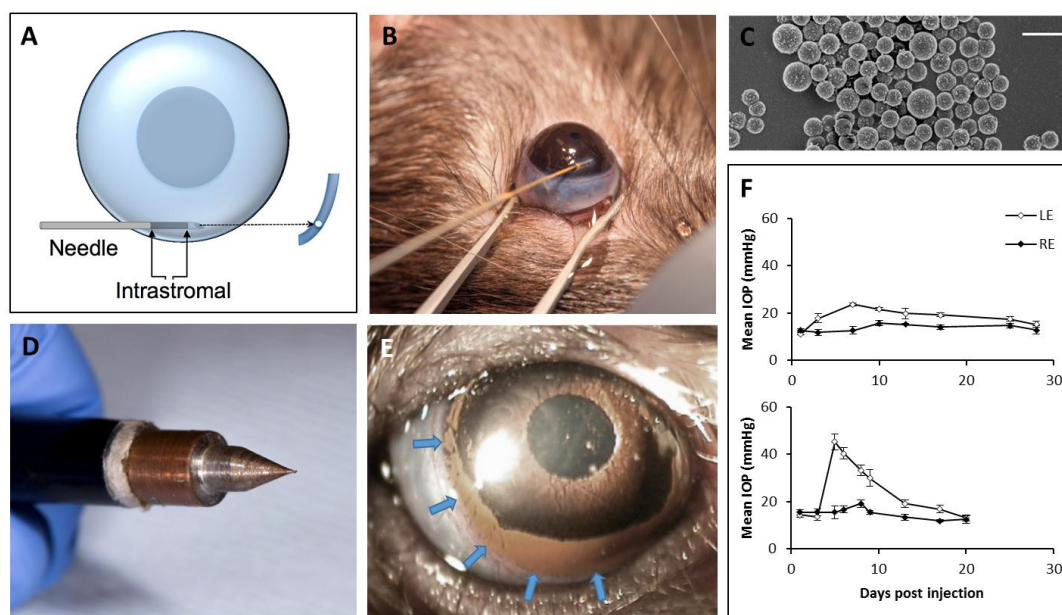 A
Needle
Intrastromal
B
C
D
E
F
LE
RE
Mean IOP (mmHg)
60
40
20
0
0
10
20
30
Mean IOP (mmHg)
60
40
20
0
0
10
20
30
Days post injection